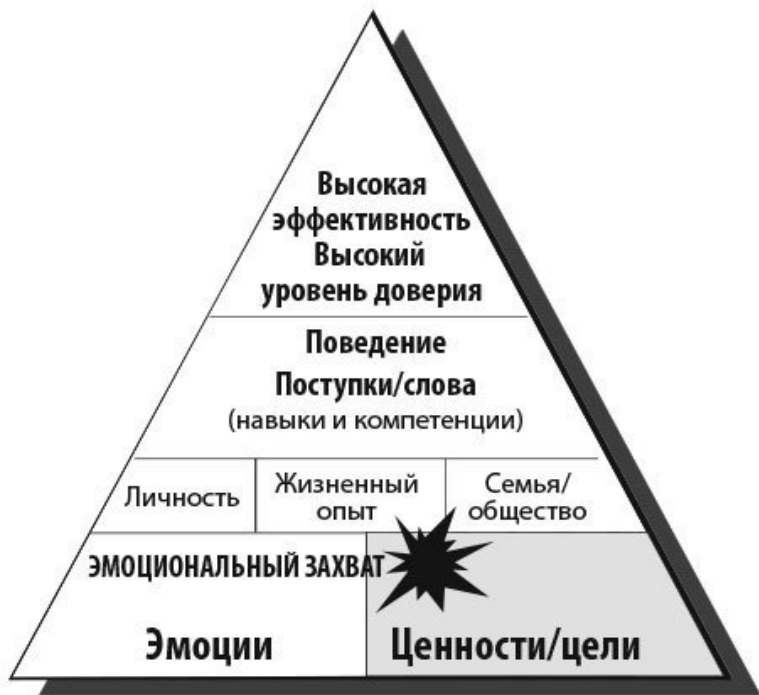 Высокая
эффективность
Высокий
уровень доверия
Поведение
Поступки/слова
(навыки и компетенции)
Личность
Жизненный
опыт
Семья/
общество
ЭМОЦИОНАЛЬНЫЙ ЗАХВАТ
Эмоции
Ценности/цели